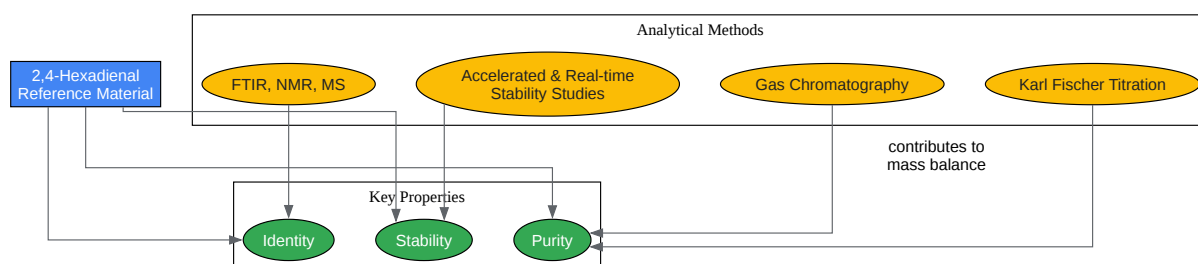 Analytical Methods
2,4-Hexadienal
Reference Material
FTIR, NMR, MS
Accelerated & Real-time
Stability Studies
Gas Chromatography
Karl Fischer Titration
contributes to
mass balance
Key Properties
Identity
Stability
Purity